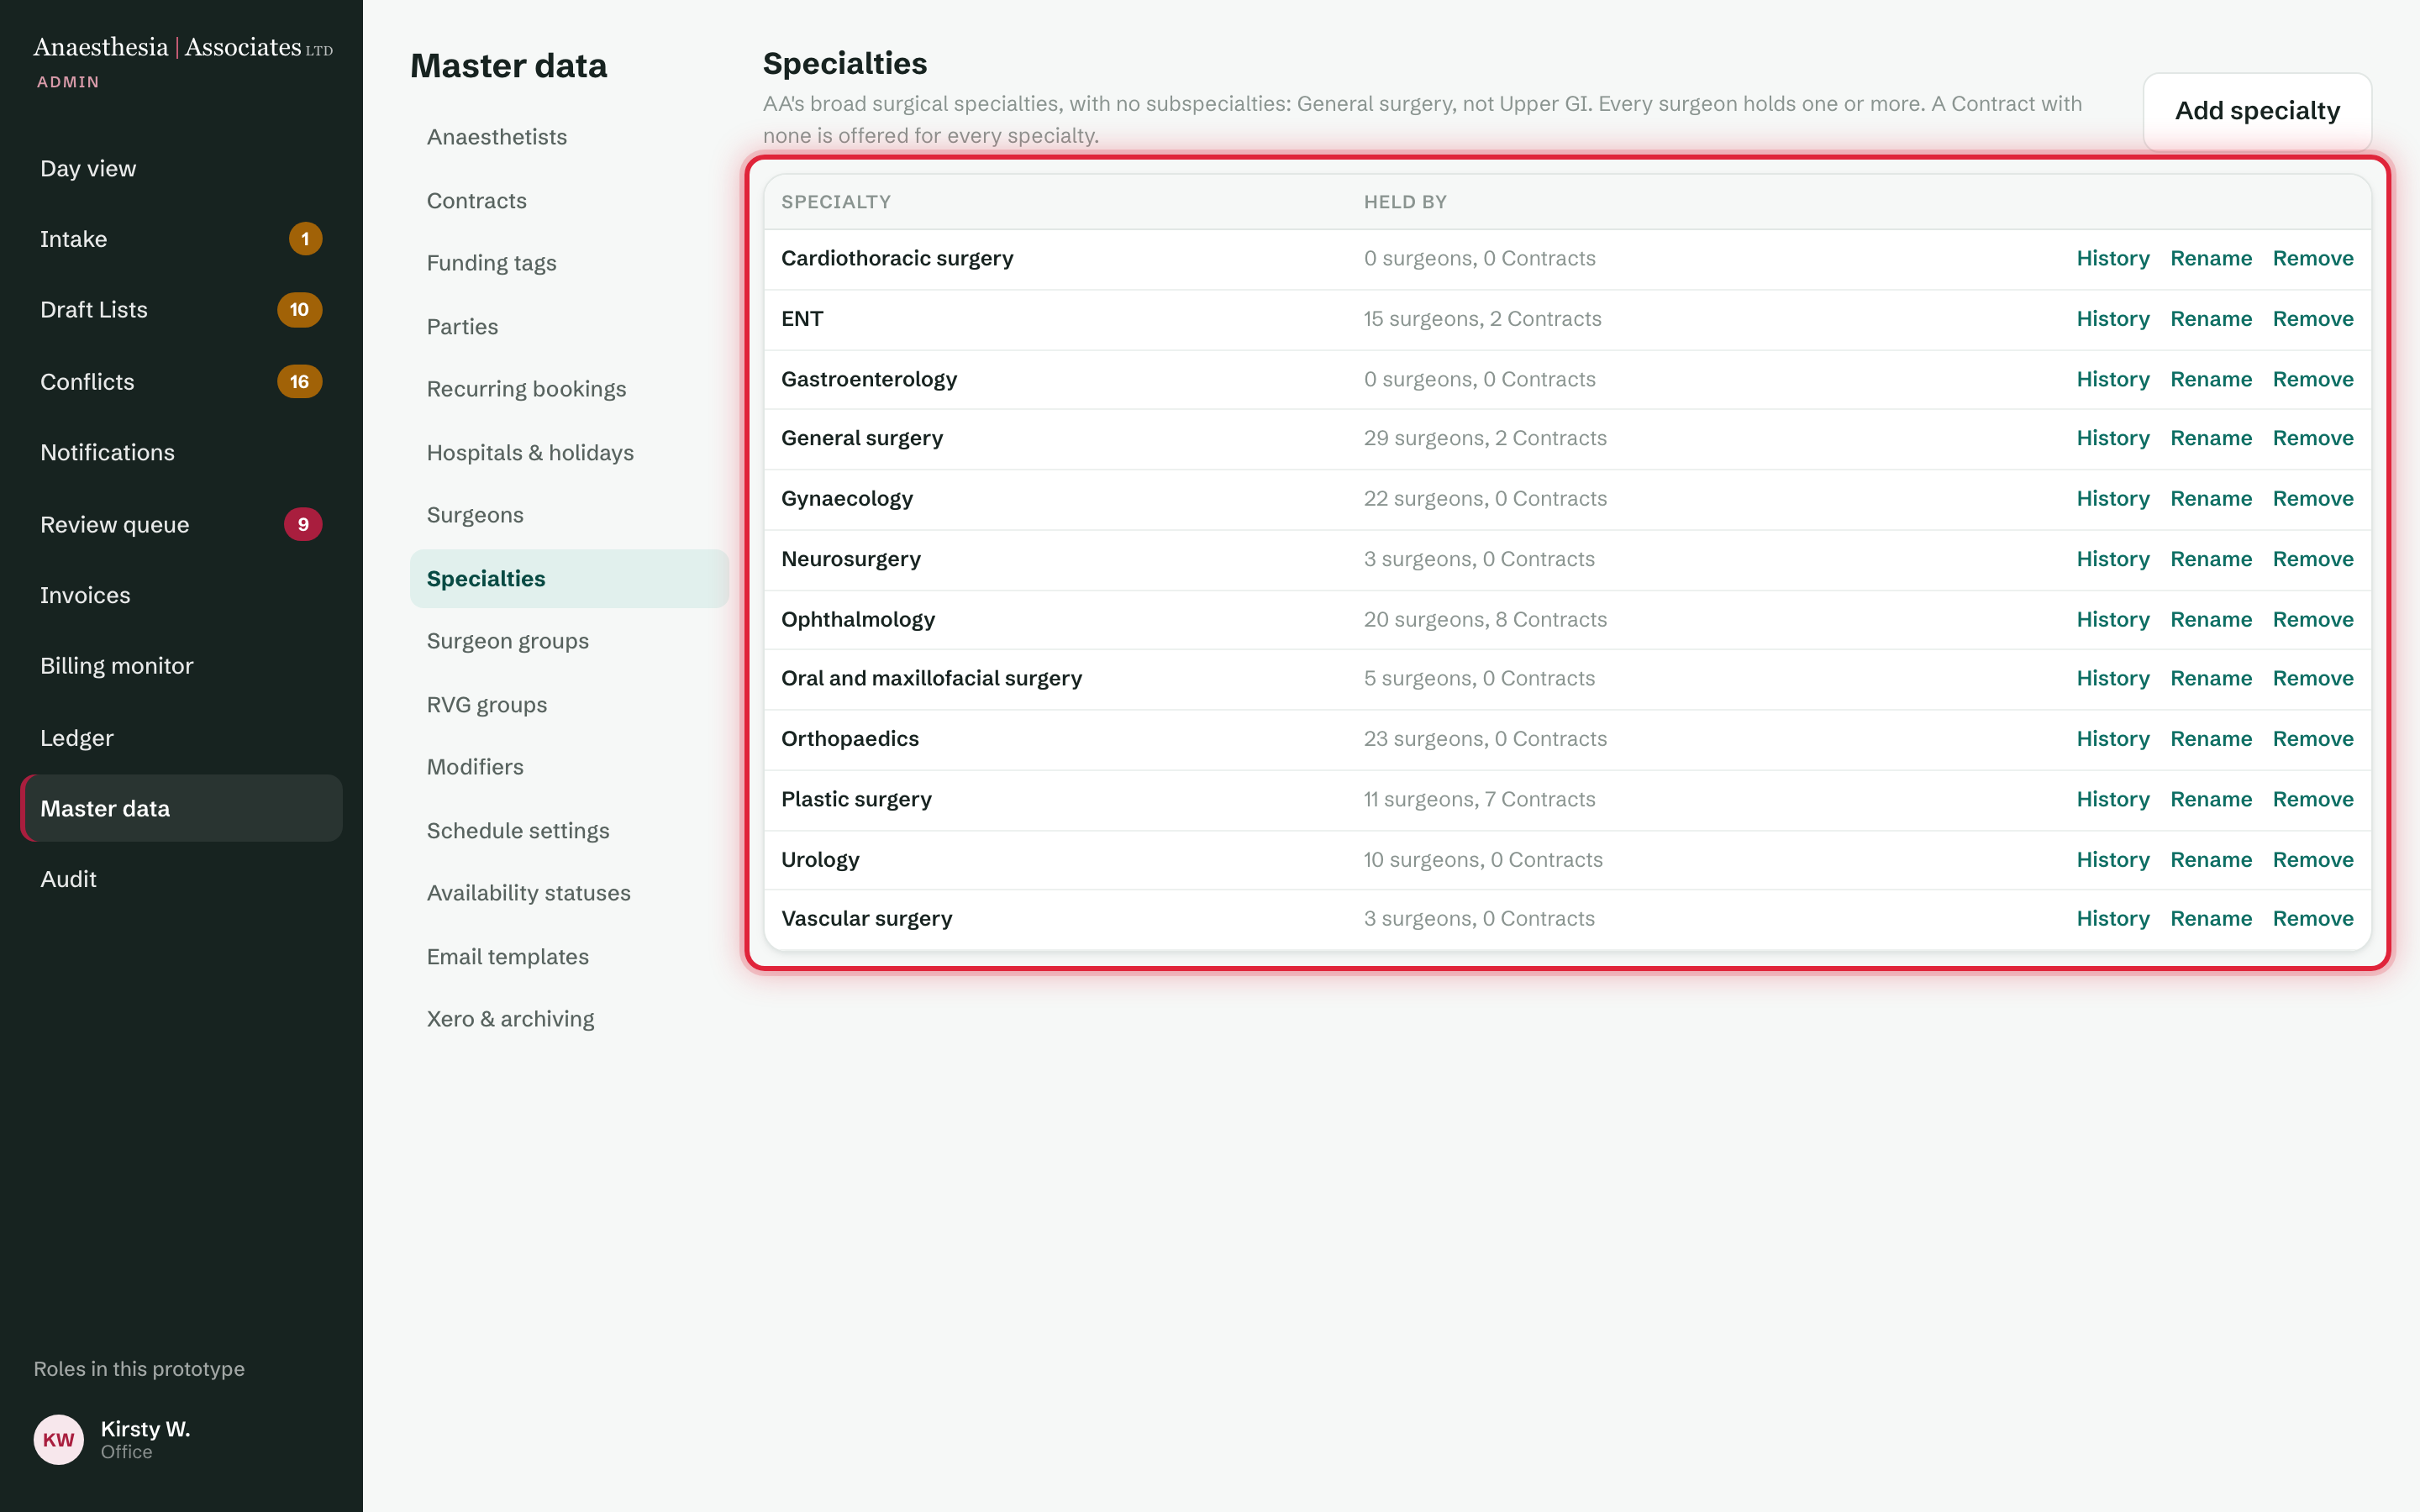 Anaesthesia | Associates LTD
ADMIN
Day view
Intake 1
Draft Lists 10
Conflicts 16
Notifications
Review queue 9
Invoices
Billing monitor
Ledger
Master data
Audit
Roles in this prototype
KW
Kirsty W.
Office
Master data
Anaesthetists
Contracts
Funding tags
Parties
Recurring bookings
Hospitals & holidays
Surgeons
Specialties
Surgeon groups
RVG groups
Modifiers
Schedule settings
Availability statuses
Email templates
Xero & archiving
Specialties
AA's broad surgical specialties, with no subspecialties: General surgery, not Upper GI. Every surgeon holds one or more. A Contract with
none is offered for every specialty.
Add specialty
SPECIALTY HELD BY
Cardiothoracic surgery 0 surgeons, 0 Contracts History Rename Remove
ENT 15 surgeons, 2 Contracts History Rename Remove
Gastroenterology 0 surgeons, 0 Contracts History Rename Remove
General surgery 29 surgeons, 2 Contracts History Rename Remove
Gynaecology 22 surgeons, 0 Contracts History Rename Remove
Neurosurgery 3 surgeons, 0 Contracts History Rename Remove
Ophthalmology 20 surgeons, 8 Contracts History Rename Remove
Oral and maxillofacial surgery 5 surgeons, 0 Contracts History Rename Remove
Orthopaedics 23 surgeons, 0 Contracts History Rename Remove
Plastic surgery 11 surgeons, 7 Contracts History Rename Remove
Urology 10 surgeons, 0 Contracts History Rename Remove
Vascular surgery 3 surgeons, 0 Contracts History Rename Remove